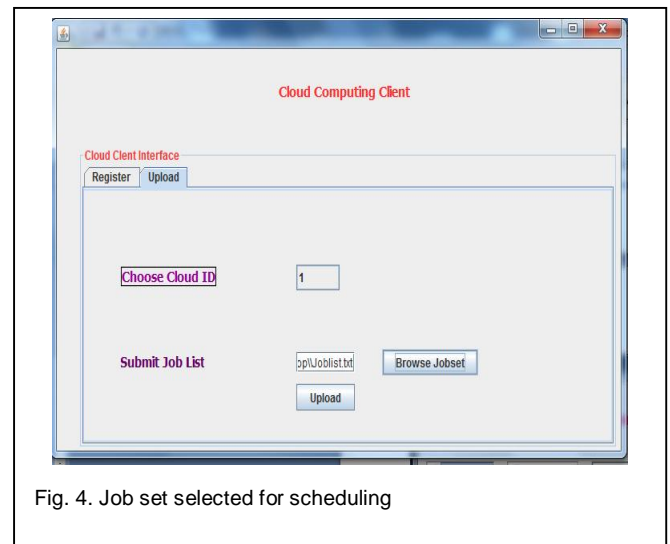 Cloud Computing Client
Cloud Clent Interface
Register Upload
Choose Cloud ID 1
Submit Job List op\\Joblist.txt Browse Jobset
Upload
Fig. 4. Job set selected for scheduling